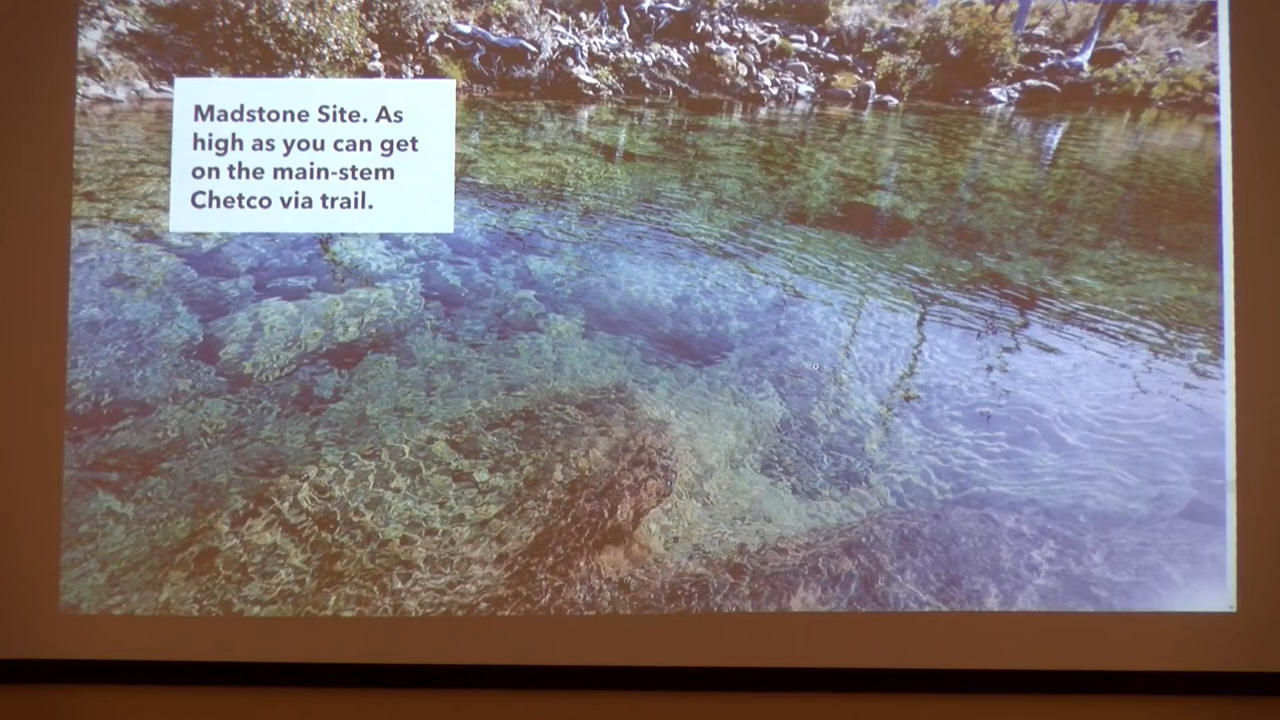 Madstone Site. As
high as you can get
on the main-stem
Chetco via trail.